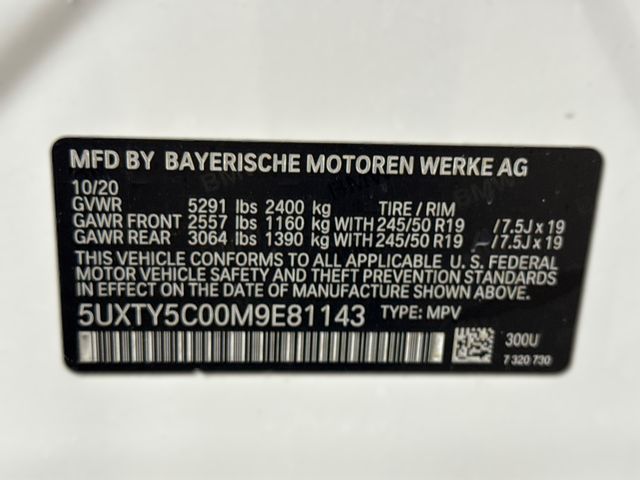 MFD BY BAYERISCHE MOTOREN WERKE AG
10/20
GVWR 5291 lbs 2400 kg TIRE / RIM
GAWR FRONT 2557 lbs 1160 kg WITH 245/50 R19 /7.5J x 19
GAWR REAR 3064 lbs 1390 kg WITH 245/50 R19 /7.5J x 19
THIS VEHICLE CONFORMS TO ALL APPLICABLE U. S. FEDERAL
MOTOR VEHICLE SAFETY AND THEFT PREVENTION STANDARDS
IN EFFECT ON THE DATE OF MANUFACTURE SHOWN ABOVE.
5UXTY5C00M9E81143 TYPE: MPV
300U
7 320 730